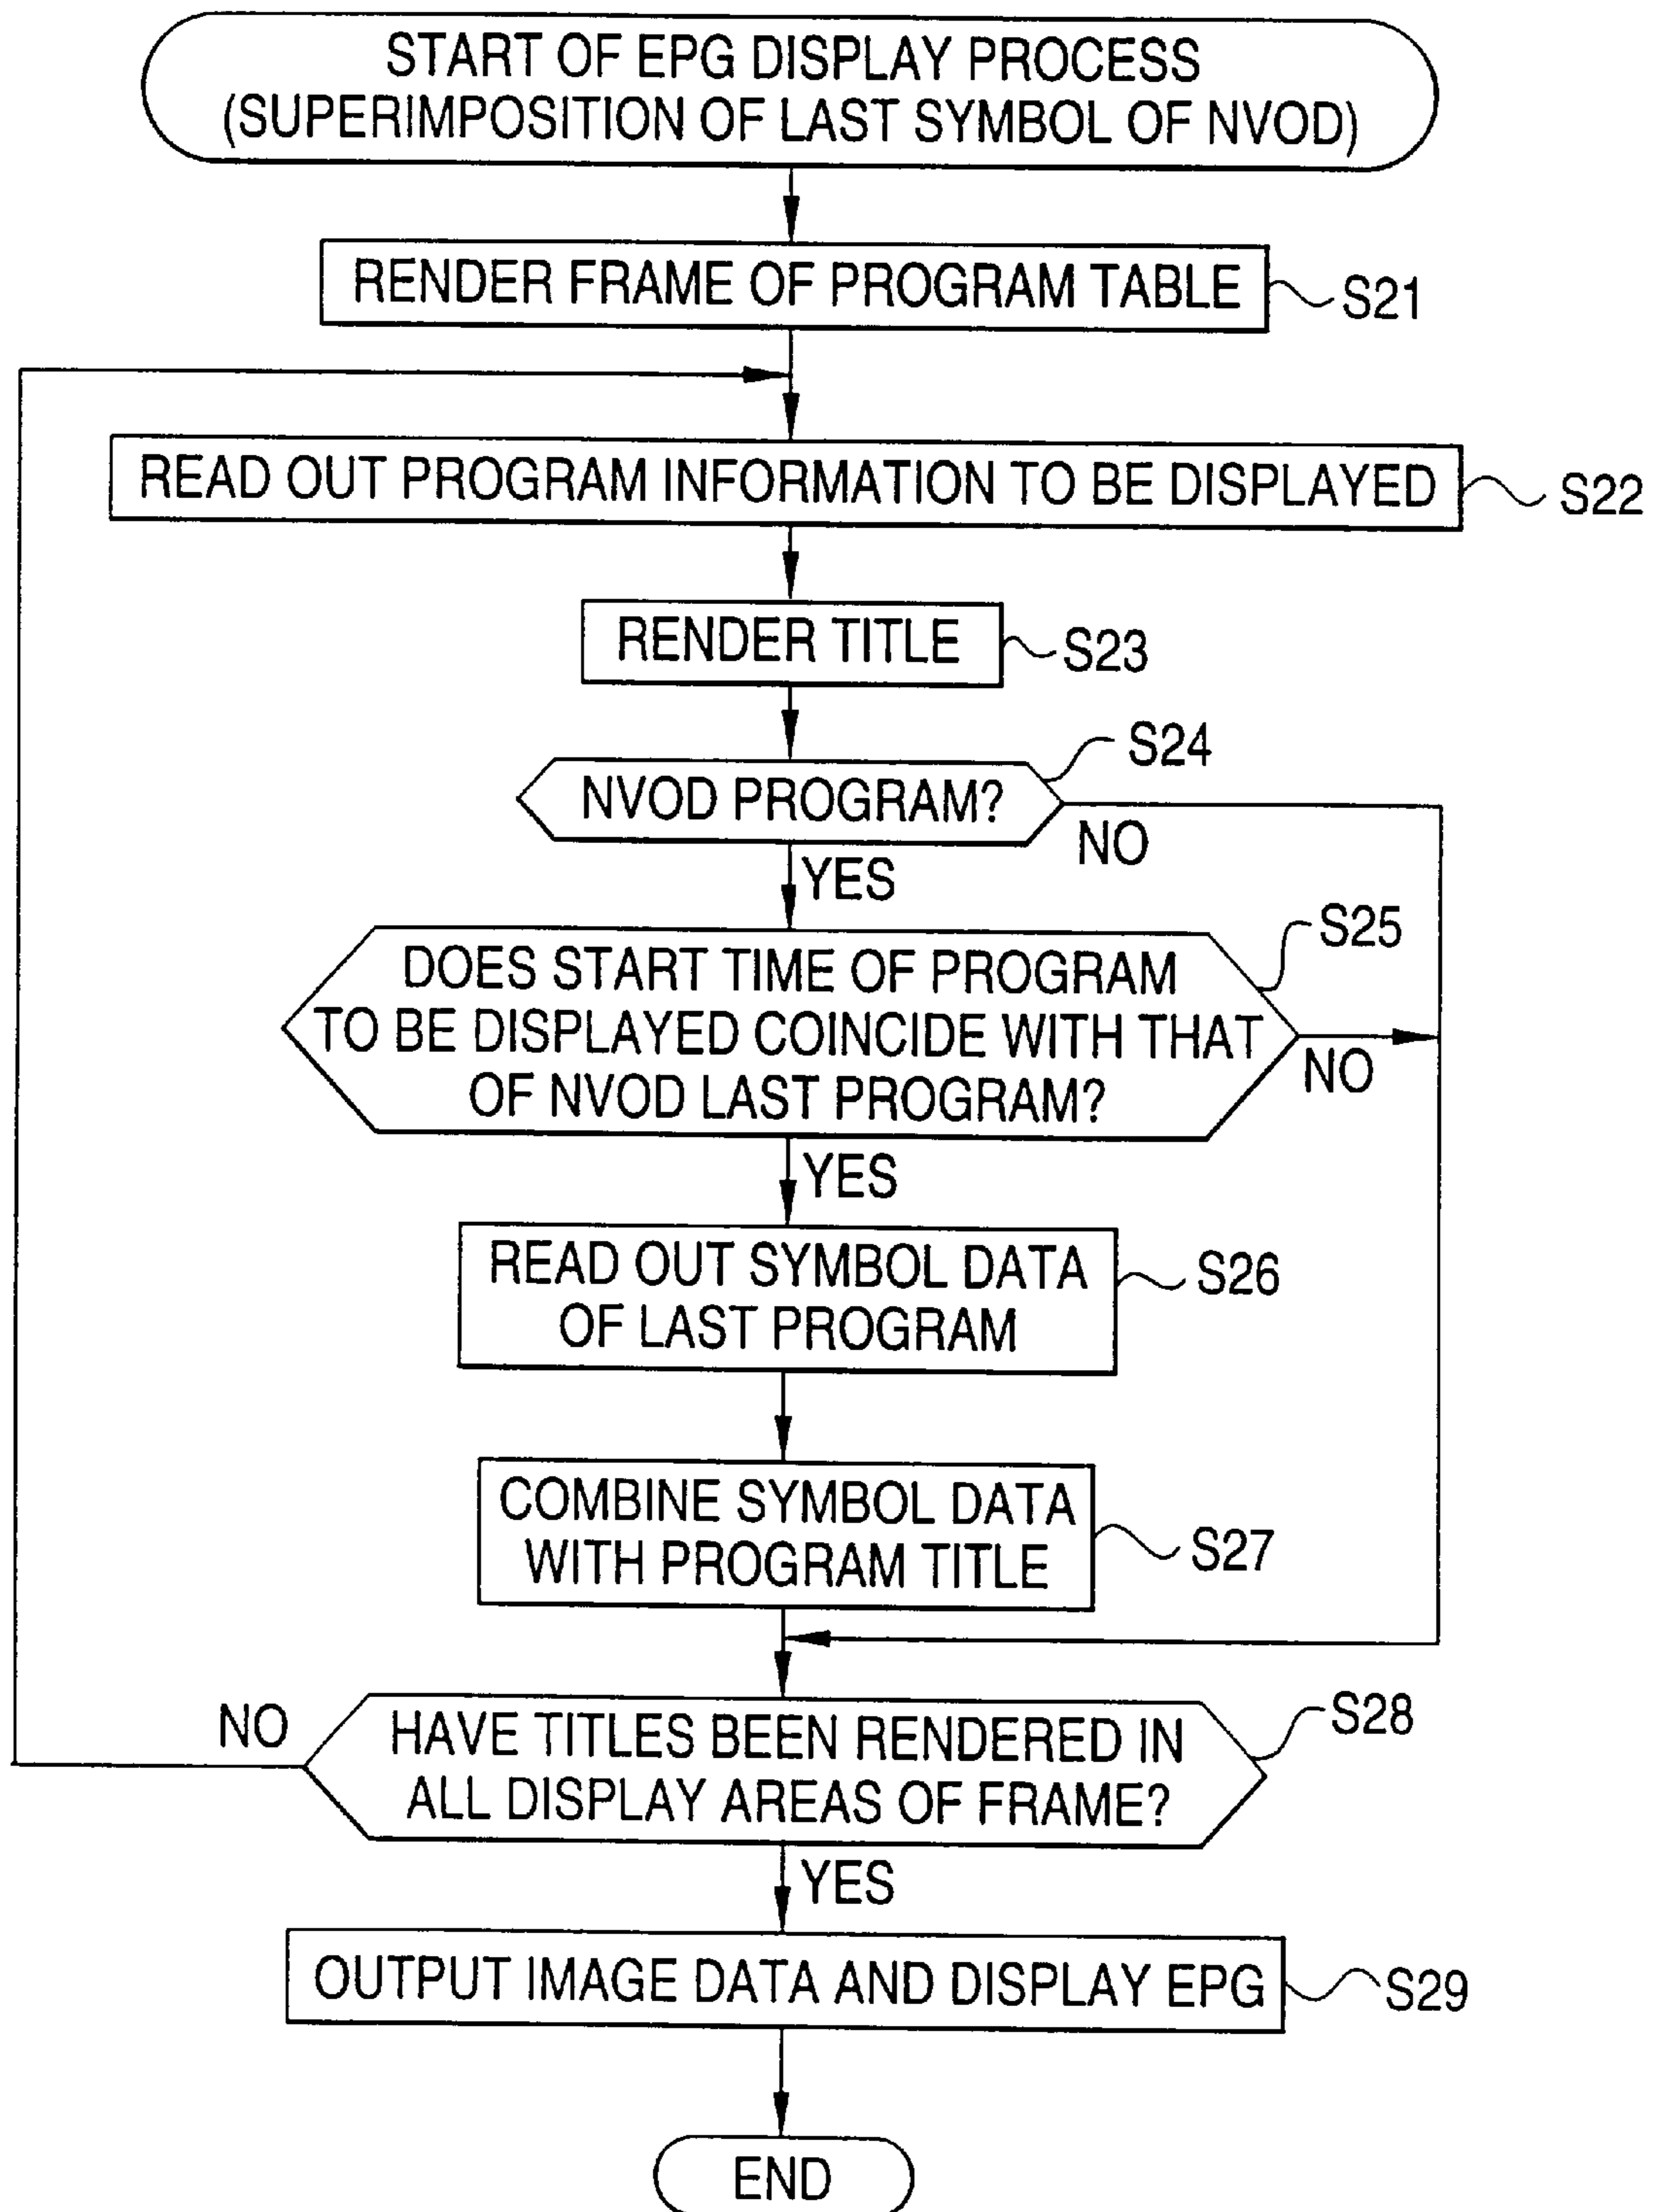 START OF EPG DISPLAY PROCESS
(SUPERIMPOSITION OF LAST SYMBOL OF NVOD)
RENDER FRAME OF PROGRAM TABLE
S21
READ OUT PROGRAM INFORMATION TO BE DISPLAYED
S22
RENDER TITLE
S23
S24
NVOD PROGRAM?
NO
YES
S25
DOES START TIME OF PROGRAM
TO BE DISPLAYED COINCIDE WITH THAT
OF NVOD LAST PROGRAM?
NO
YES
READ OUT SYMBOL DATA
OF LAST PROGRAM
S26
COMBINE SYMBOL DATA
WITH PROGRAM TITLE
S27
NO
HAVE TITLES BEEN RENDERED IN
ALL DISPLAY AREAS OF FRAME?
S28
YES
OUTPUT IMAGE DATA AND DISPLAY EPG
S29
END